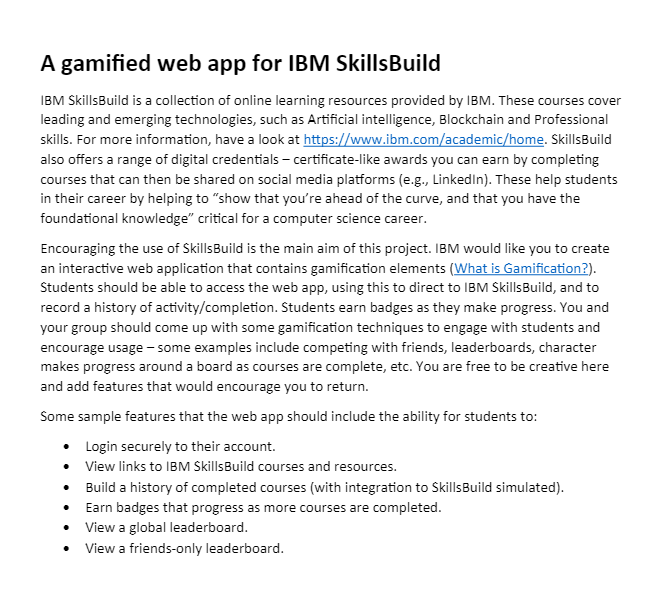 A gamified web app for IBM SkillsBuild
IBM SkillsBuild is a collection of online learning resources provided by IBM. These courses cover
leading and emerging technologies, such as Artificial intelligence, Blockchain and Professional
skills. For more information, have a look at https://www.ibm.com/academic/home. SkillsBuild
also offers a range of digital credentials – certificate-like awards you can earn by completing
courses that can then be shared on social media platforms (e.g., LinkedIn). These help students
in their career by helping to “show that you’re ahead of the curve, and that you have the
foundational knowledge” critical for a computer science career.
Encouraging the use of SkillsBuild is the main aim of this project. IBM would like you to create
an interactive web application that contains gamification elements (What is Gamification?).
Students should be able to access the web app, using this to direct to IBM SkillsBuild, and to
record a history of activity/completion. Students earn badges as they make progress. You and
your group should come up with some gamification techniques to engage with students and
encourage usage – some examples include competing with friends, leaderboards, character
makes progress around a board as courses are complete, etc. You are free to be creative here
and add features that would encourage you to return.
Some sample features that the web app should include the ability for students to:
• Login securely to their account.
• View links to IBM SkillsBuild courses and resources.
• Build a history of completed courses (with integration to SkillsBuild simulated).
• Earn badges that progress as more courses are completed.
• View a global leaderboard.
• View a friends-only leaderboard.